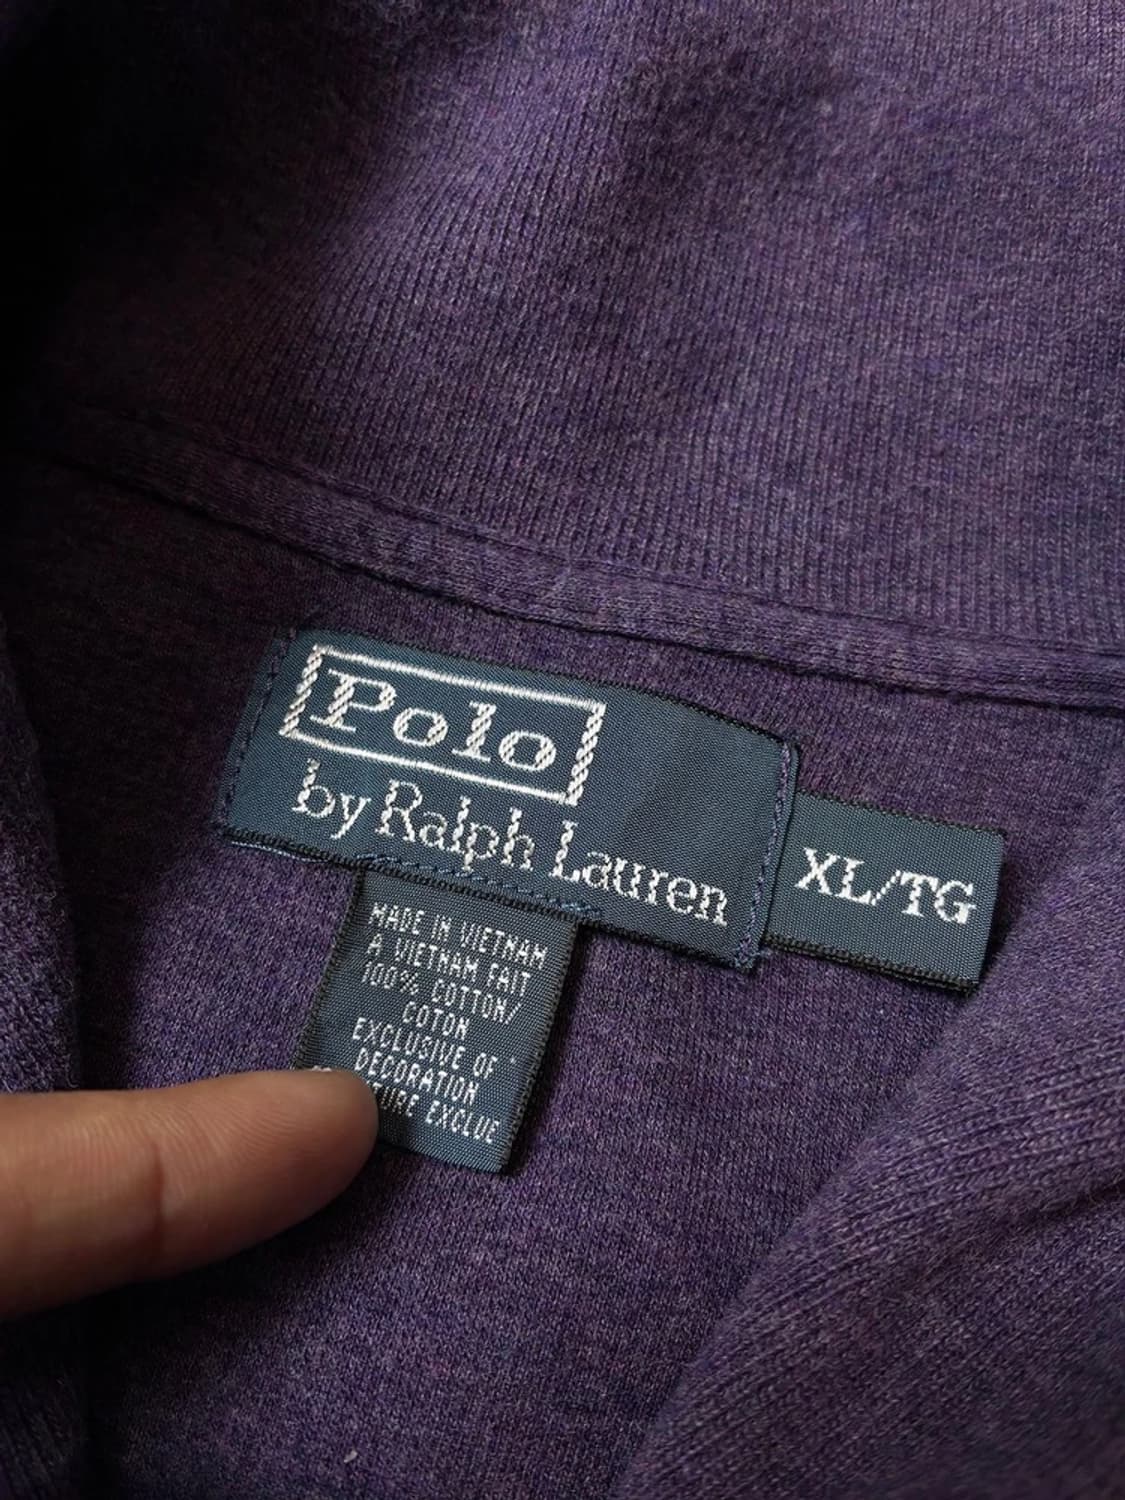 Polo
by Ralph Lauren
XL/TG
MADE IN VIETNAM
A VIETNAM FAIT
100% COTTON/
COTON
EXCLUSIVE OF
DECORATION
EXCLUE